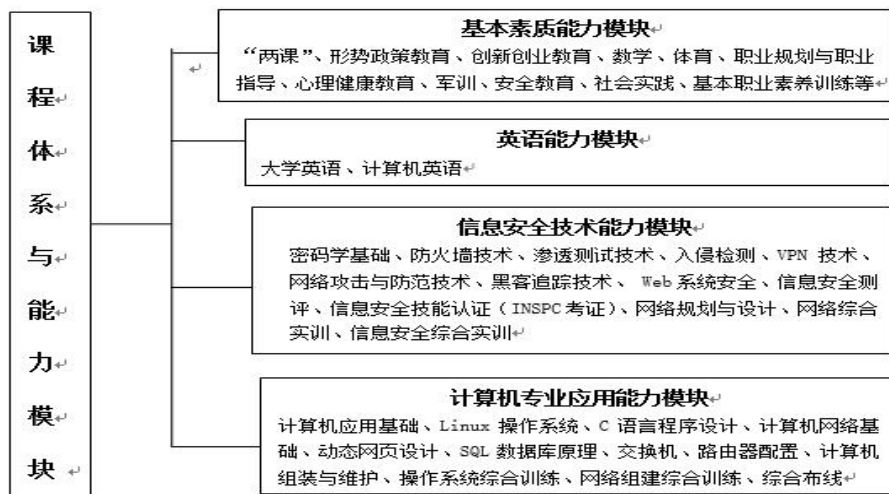 课程体系与能力模块
基本素质能力模块
“两课”、形势政策教育、创新创业教育、数学、体育、职业规划与职业
指导、心理健康教育、军训、安全教育、社会实践、基本职业素养训练等
英语能力模块
大学英语、计算机英语
信息安全技术能力模块
密码学基础、防火墙技术、渗透测试技术、入侵检测、VPN 技术、
网络攻击与防范技术、黑客追踪技术、 Web 系统安全、信息安全测
评、信息安全技能认证（INSPC 考证）、网络规划与设计、网络综合
实训、信息安全综合实训
计算机专业应用能力模块
计算机应用基础、Linux 操作系统、C 语言程序设计、计算机网络基
础、动态网页设计、SQL 数据库原理、交换机、路由器配置、计算机
组装与维护、操作系统综合训练、网络组建综合训练、综合布线